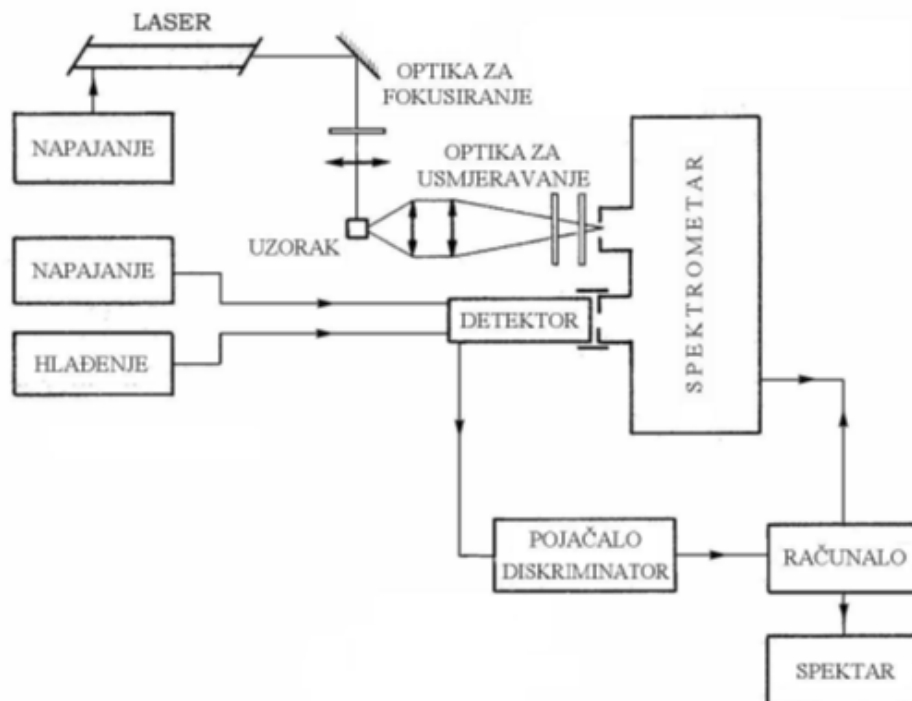 LASER
OPTIKA ZA
FOKUSIRANJE
NAPAJANJE
OPTIKA ZA
USMJERAVANJE
UZORAK
SPEKTROMETAR
NAPAJANJE
DETEKTOR
HLAĐENJE
POJAČALO
DISKRIMINATOR
RAČUNALO
SPEKTAR